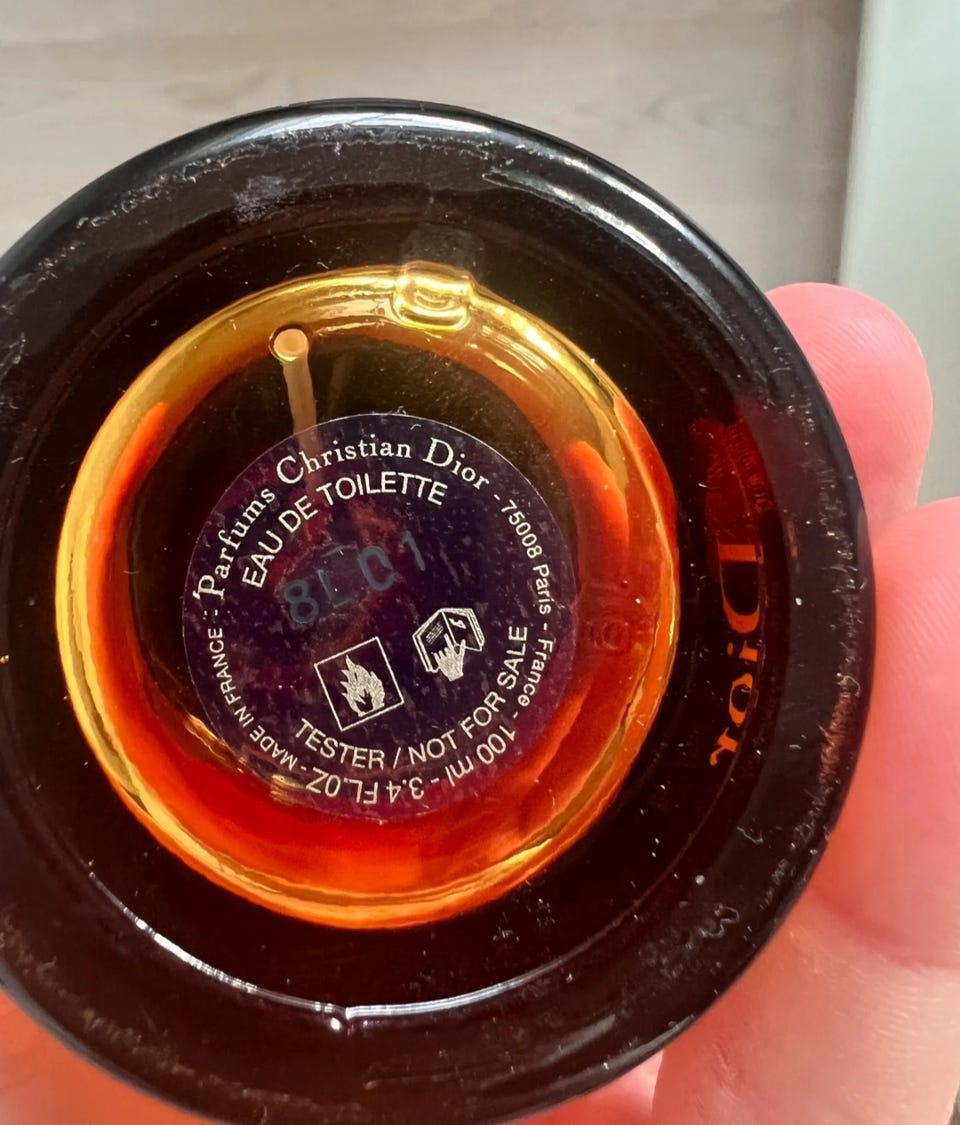 Parfums Christian Dior - 75008 Paris - France - 100 ml - 3.4 FL.OZ - MADE IN FRANCE -
EAU DE TOILETTE
8L01
TESTER / NOT FOR SALE
Dior